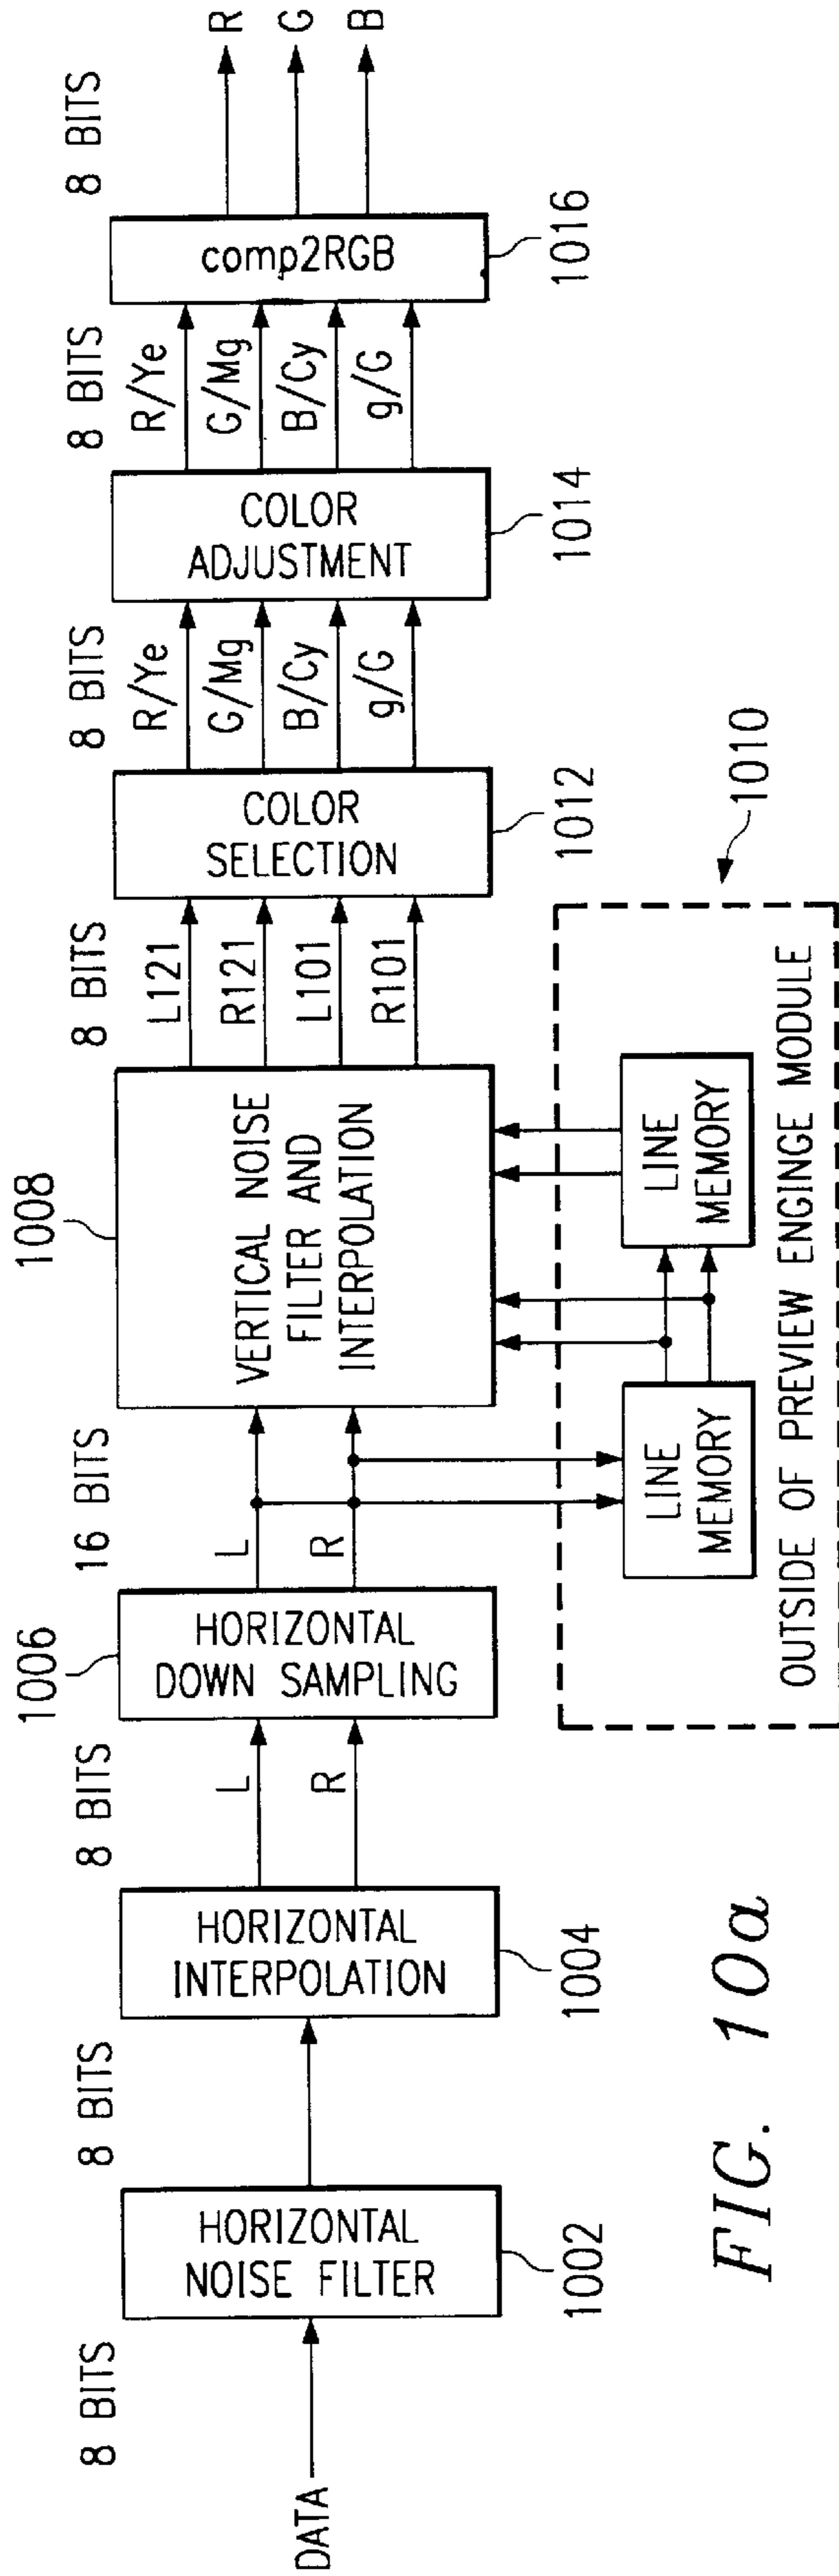 DATA
8 BITS
HORIZONTAL
NOISE FILTER
1002
8 BITS
HORIZONTAL
INTERPOLATION
1004
8 BITS
L
R
HORIZONTAL
DOWN SAMPLING
1006
16 BITS
L
R
VERTICAL NOISE
FILTER AND
INTERPOLATION
1008
LINE
MEMORY
LINE
MEMORY
OUTSIDE OF PREVIEW ENGINGE MODULE
1010
8 BITS
L121
R121
L101
R101
COLOR
SELECTION
1012
8 BITS
R/Ye
G/Mg
B/Cy
g/G
COLOR
ADJUSTMENT
1014
8 BITS
R/Ye
G/Mg
B/Cy
g/G
comp2RGB
1016
8 BITS
R
G
B
FIG. 10a